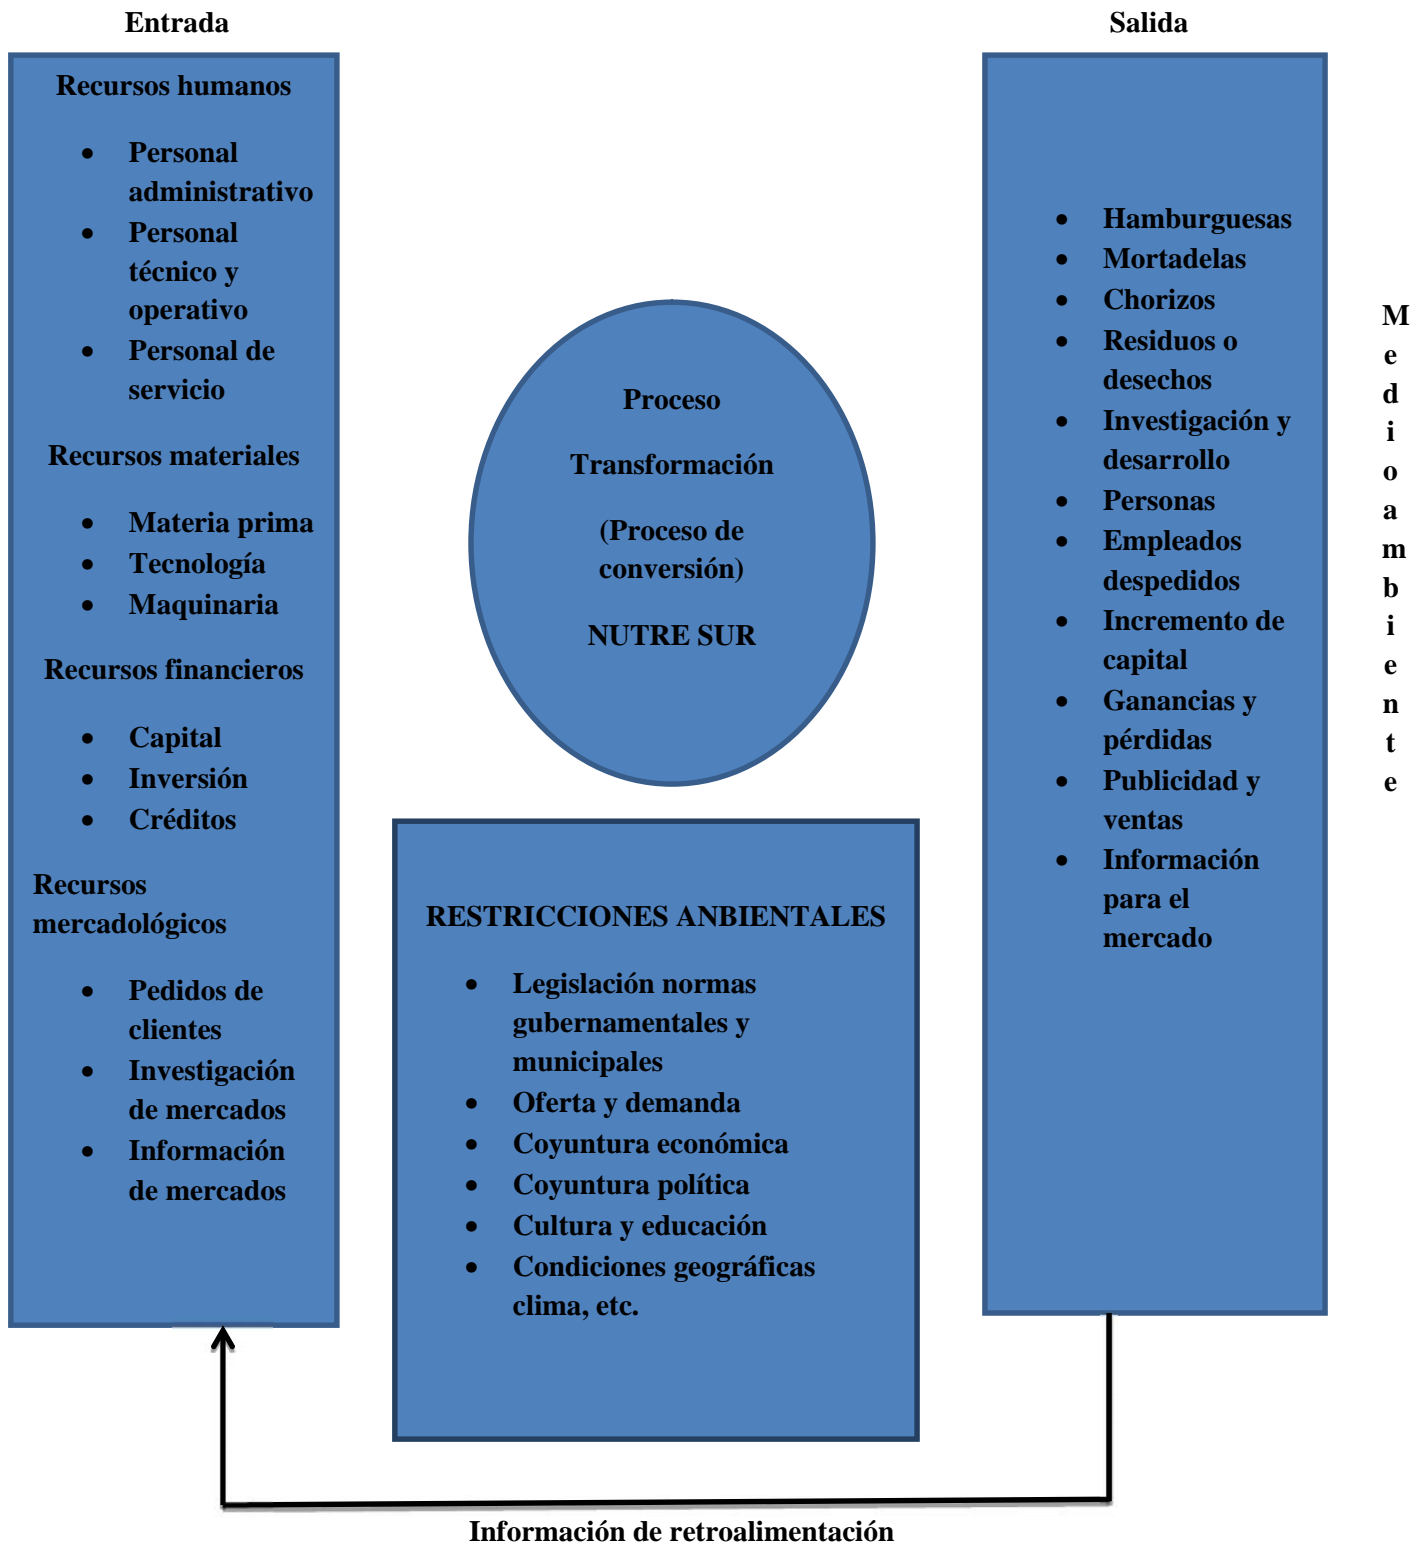 Entrada
Recursos humanos
• Personal
administrativo
• Personal
técnico y
operativo
• Personal de
servicio
Recursos materiales
• Materia prima
• Tecnología
• Maquinaria
Recursos financieros
• Capital
• Inversión
• Créditos
Recursos
mercadológicos
• Pedidos de
clientes
• Investigación
de mercados
• Información
de mercados
Proceso
Transformación
(Proceso de
conversión)
NUTRE SUR
RESTRICCIONES ANBIENTALES
• Legislación normas
gubernamentales y
municipales
• Oferta y demanda
• Coyuntura económica
• Coyuntura política
• Cultura y educación
• Condiciones geográficas
clima, etc.
Salida
• Hamburguesas
• Mortadelas
• Chorizos
• Residuos o
desechos
• Investigación y
desarrollo
• Personas
• Empleados
despedidos
• Incremento de
capital
• Ganancias y
pérdidas
• Publicidad y
ventas
• Información
para el
mercado
M
e
d
i
o
a
m
b
i
e
n
t
e
Información de retroalimentación